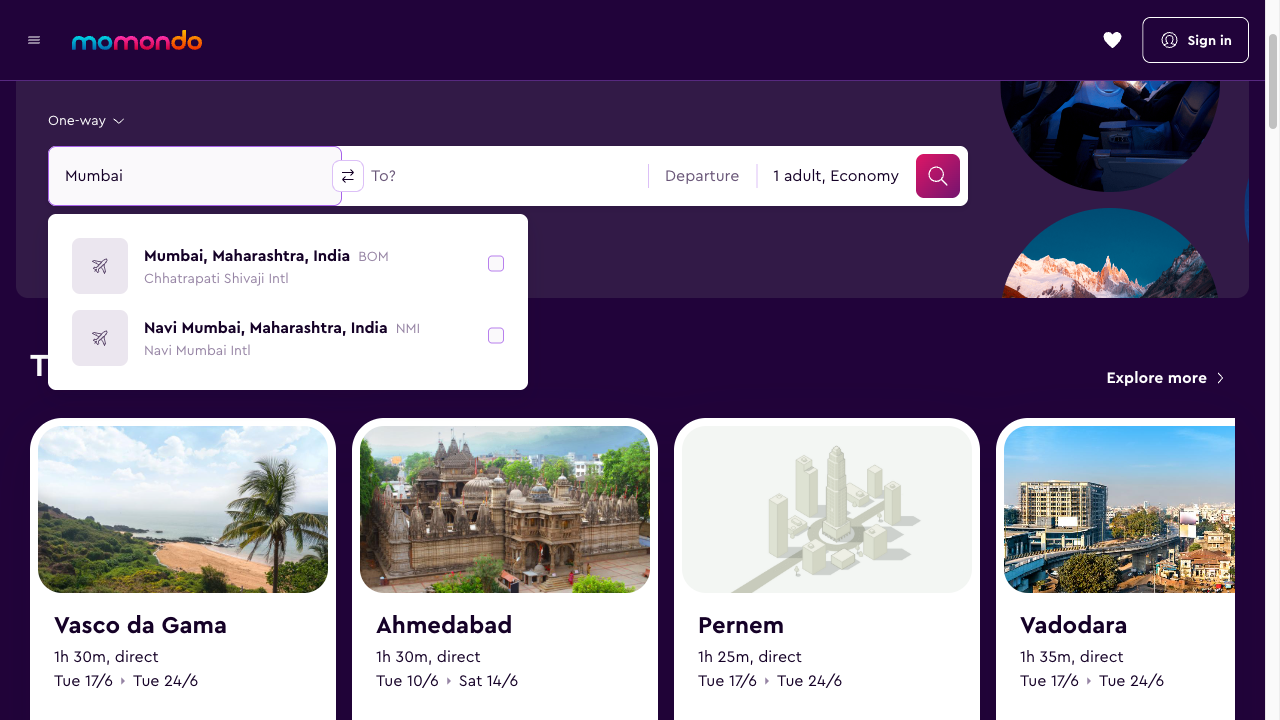 momondo
Sign in
One-way
Mumbai
To?
Departure
1 adult, Economy
Mumbai, Maharashtra, India BOM
Chhatrapati Shivaji Intl
Navi Mumbai, Maharashtra, India NMI
Navi Mumbai Intl
T
Explore more
Vasco da Gama
1h 30m, direct
Tue 17/6 Tue 24/6
Ahmedabad
1h 30m, direct
Tue 10/6 Sat 14/6
Pernem
1h 25m, direct
Tue 17/6 Tue 24/6
Vadodara
1h 35m, direct
Tue 17/6 Tue 24/6